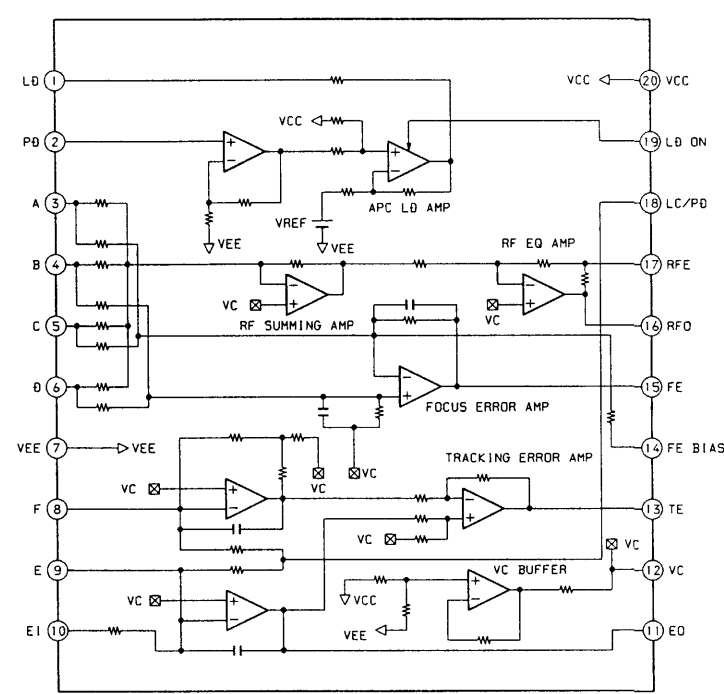 LD 1 VCC 20 VCC
PD 2 VCC 19 LD ON
A 3 VREF APC LD AMP 18 LC/PD
VEE VEE
B 4 RF EQ AMP 17 RFE
VC VC
C 5 RF SUMMING AMP 16 RFO
D 6 FOCUS ERROR AMP 15 FE
VEE 7 VEE VC VC 14 FE BIAS
TRACKING ERROR AMP
F 8 VC 13 TE
VC VC
E 9 VC BUFFER 12 VC
VC VCC
VEE
EI 10 11 EO